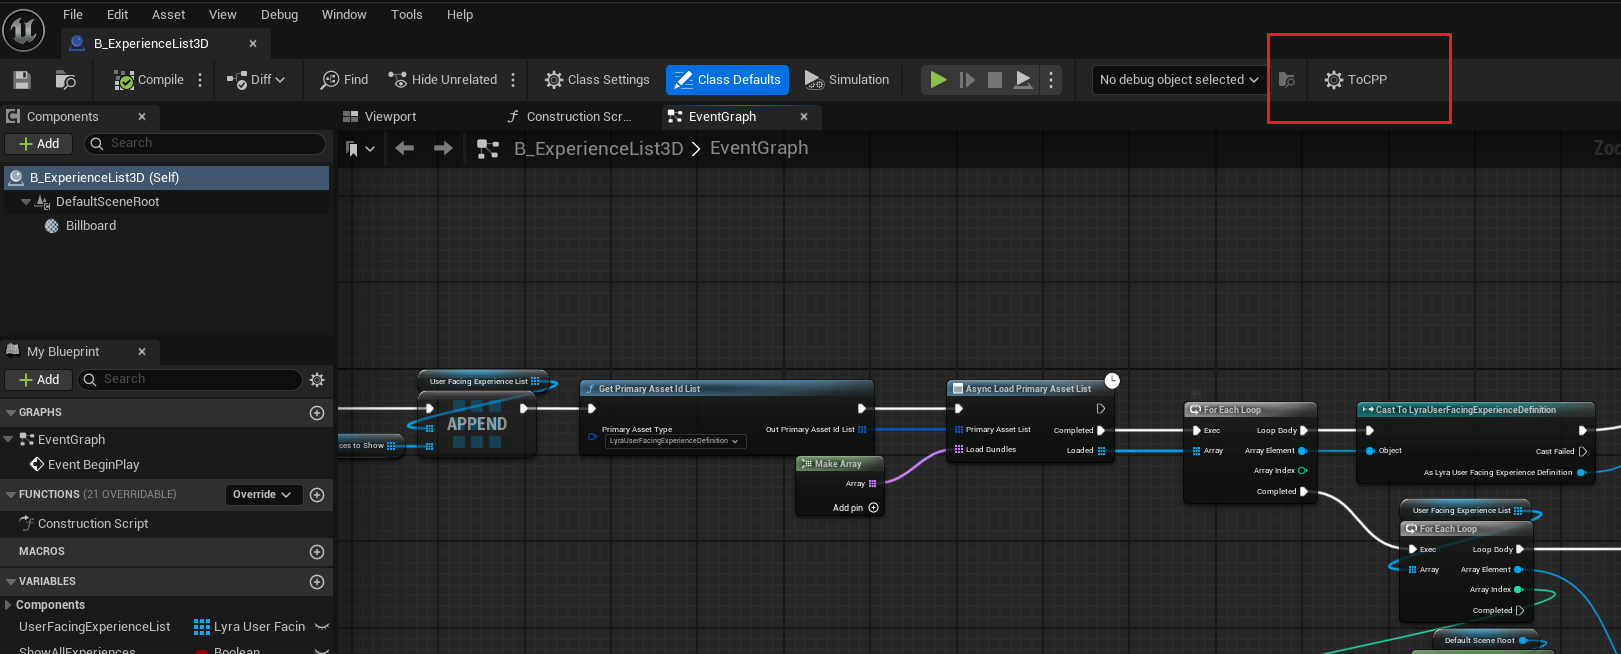 File Edit Asset View Debug Window Tools Help
B_ExperienceList3D
Compile Diff Find Hide Unrelated Class Settings Class Defaults Simulation No debug object selected ToCPP
Components Viewport Construction Scr... EventGraph
Add Search
B_ExperienceList3D > EventGraph
Zoo
B_ExperienceList3D (Self)
DefaultSceneRoot
Billboard
My Blueprint
Add Search
GRAPHS
EventGraph
Event BeginPlay
FUNCTIONS (21 OVERRIDABLE) Override
Construction Script
MACROS
VARIABLES
Components
UserFacingExperienceList Lyra User Facin
ShowAllExperiences Boolean
User Facing Experience List
APPEND
ces to Show
Get Primary Asset Id List
Primary Asset Type Out Primary Asset Id List
LyraUserFacingExperienceDefinition
Make Array
Array
Add pin
Async Load Primary Asset List
Primary Asset List Completed
Load Bundles Loaded
For Each Loop
Exec Loop Body
Array Array Element
Array Index
Completed
Cast To LyraUserFacingExperienceDefinition
Cast Failed
Object
As Lyra User Facing Experience Definition
User Facing Experience List
For Each Loop
Exec Loop Body
Array Array Element
Array Index
Completed
Default Scene Root